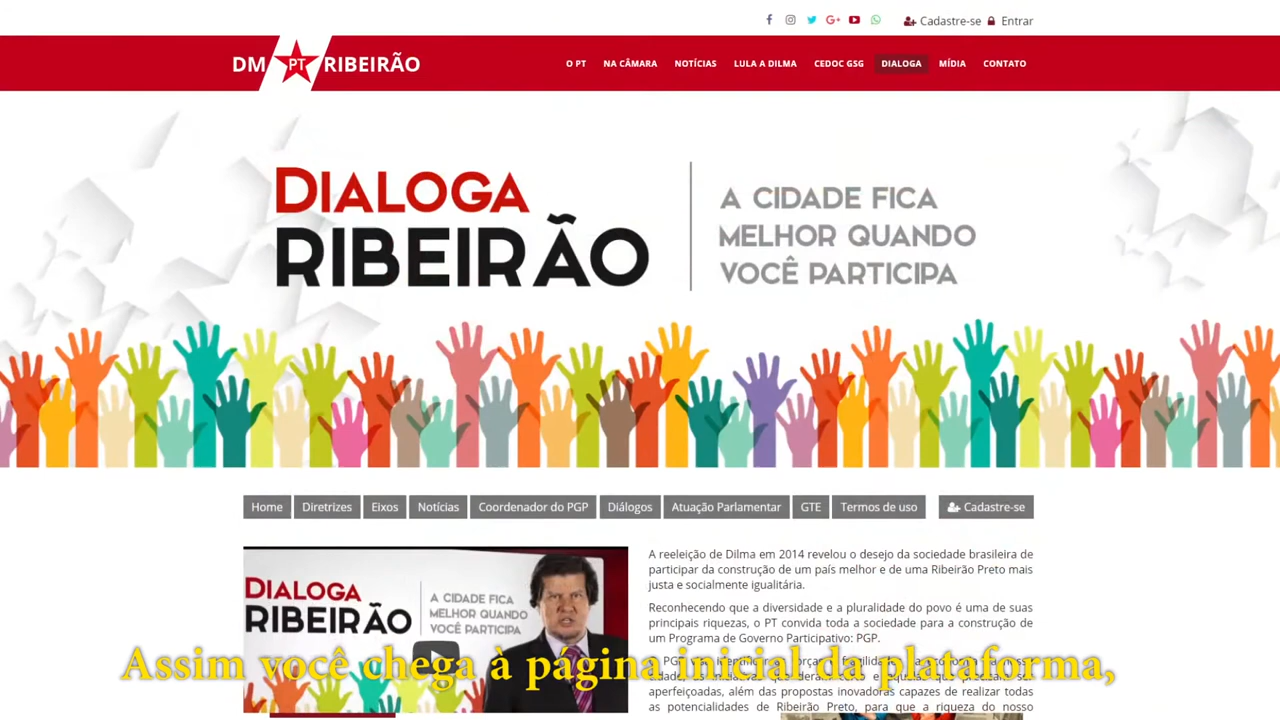 Cadastre-se Entrar
DM PT RIBEIRÃO
O PT NA CÂMARA NOTÍCIAS LULA A DILMA CEDOC GSG DIALOGA MÍDIA CONTATO
DIALOGA
RIBEIRÃO
A CIDADE FICA
MELHOR QUANDO
VOCÊ PARTICIPA
Home Diretrizes Eixos Notícias Coordenador do PGP Diálogos Atuação Parlamentar GTE Termos de uso Cadastre-se
DIALOGA
RIBEIRÃO
A CIDADE FICA
MELHOR QUANDO
VOCÊ PARTICIPA
A reeleição de Dilma em 2014 revelou o desejo da sociedade brasileira de
participar da construção de um país melhor e de uma Ribeirão Preto mais
justa e socialmente igualitária.
Reconhecendo que a diversidade e a pluralidade do povo é uma de suas
principais riquezas, o PT convida toda a sociedade para a construção de
um Programa de Governo Participativo: PGP.
Assim você chega à página inicial da plataforma,
aperfeiçoadas, além das propostas inovadoras capazes de realizar todas
as potencialidades de Ribeirão Preto, para que a riqueza do nosso